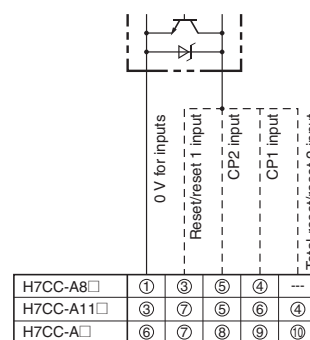 0 V for inputs
Reset/reset 1 input
CP2 input
CP1 input
H7CC-A8□ ① ③ ⑤ ④ ---
H7CC-A11□ ③ ⑦ ⑤ ⑥ ④
H7CC-A□ ⑥ ⑦ ⑧ ⑨ ⑩